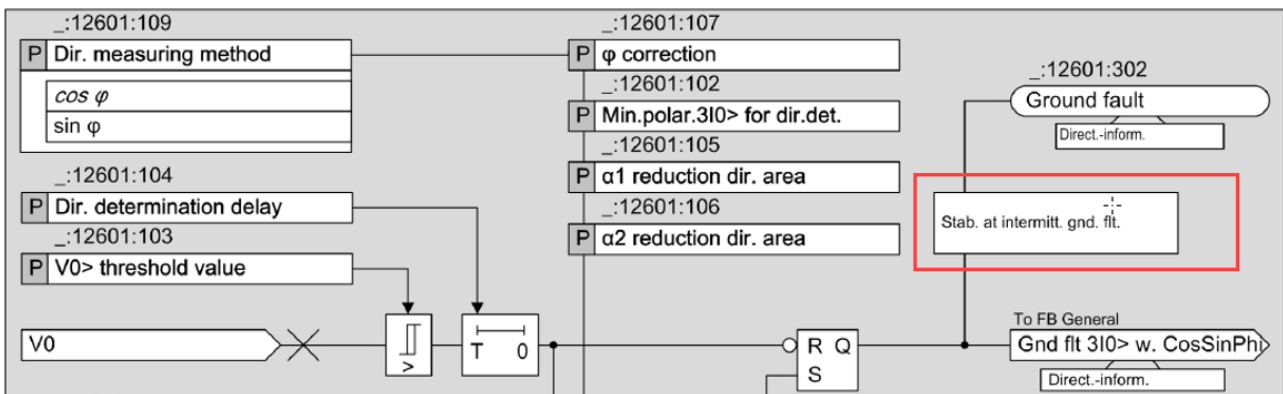 _:12601:109
P Dir. measuring method
cos φ
sin φ
_:12601:104
P Dir. determination delay
_:12601:103
P V0> threshold value
V0
>
T 0
_:12601:107
P φ correction
_:12601:102
P Min.polar.3I0> for dir.det.
_:12601:105
P α1 reduction dir. area
_:12601:106
P α2 reduction dir. area
R Q
S
_:12601:302
Ground fault
Direct.-inform.
Stab. at intermitt. gnd. flt.
To FB General
Gnd flt 3I0> w. CosSinPhi
Direct.-inform.